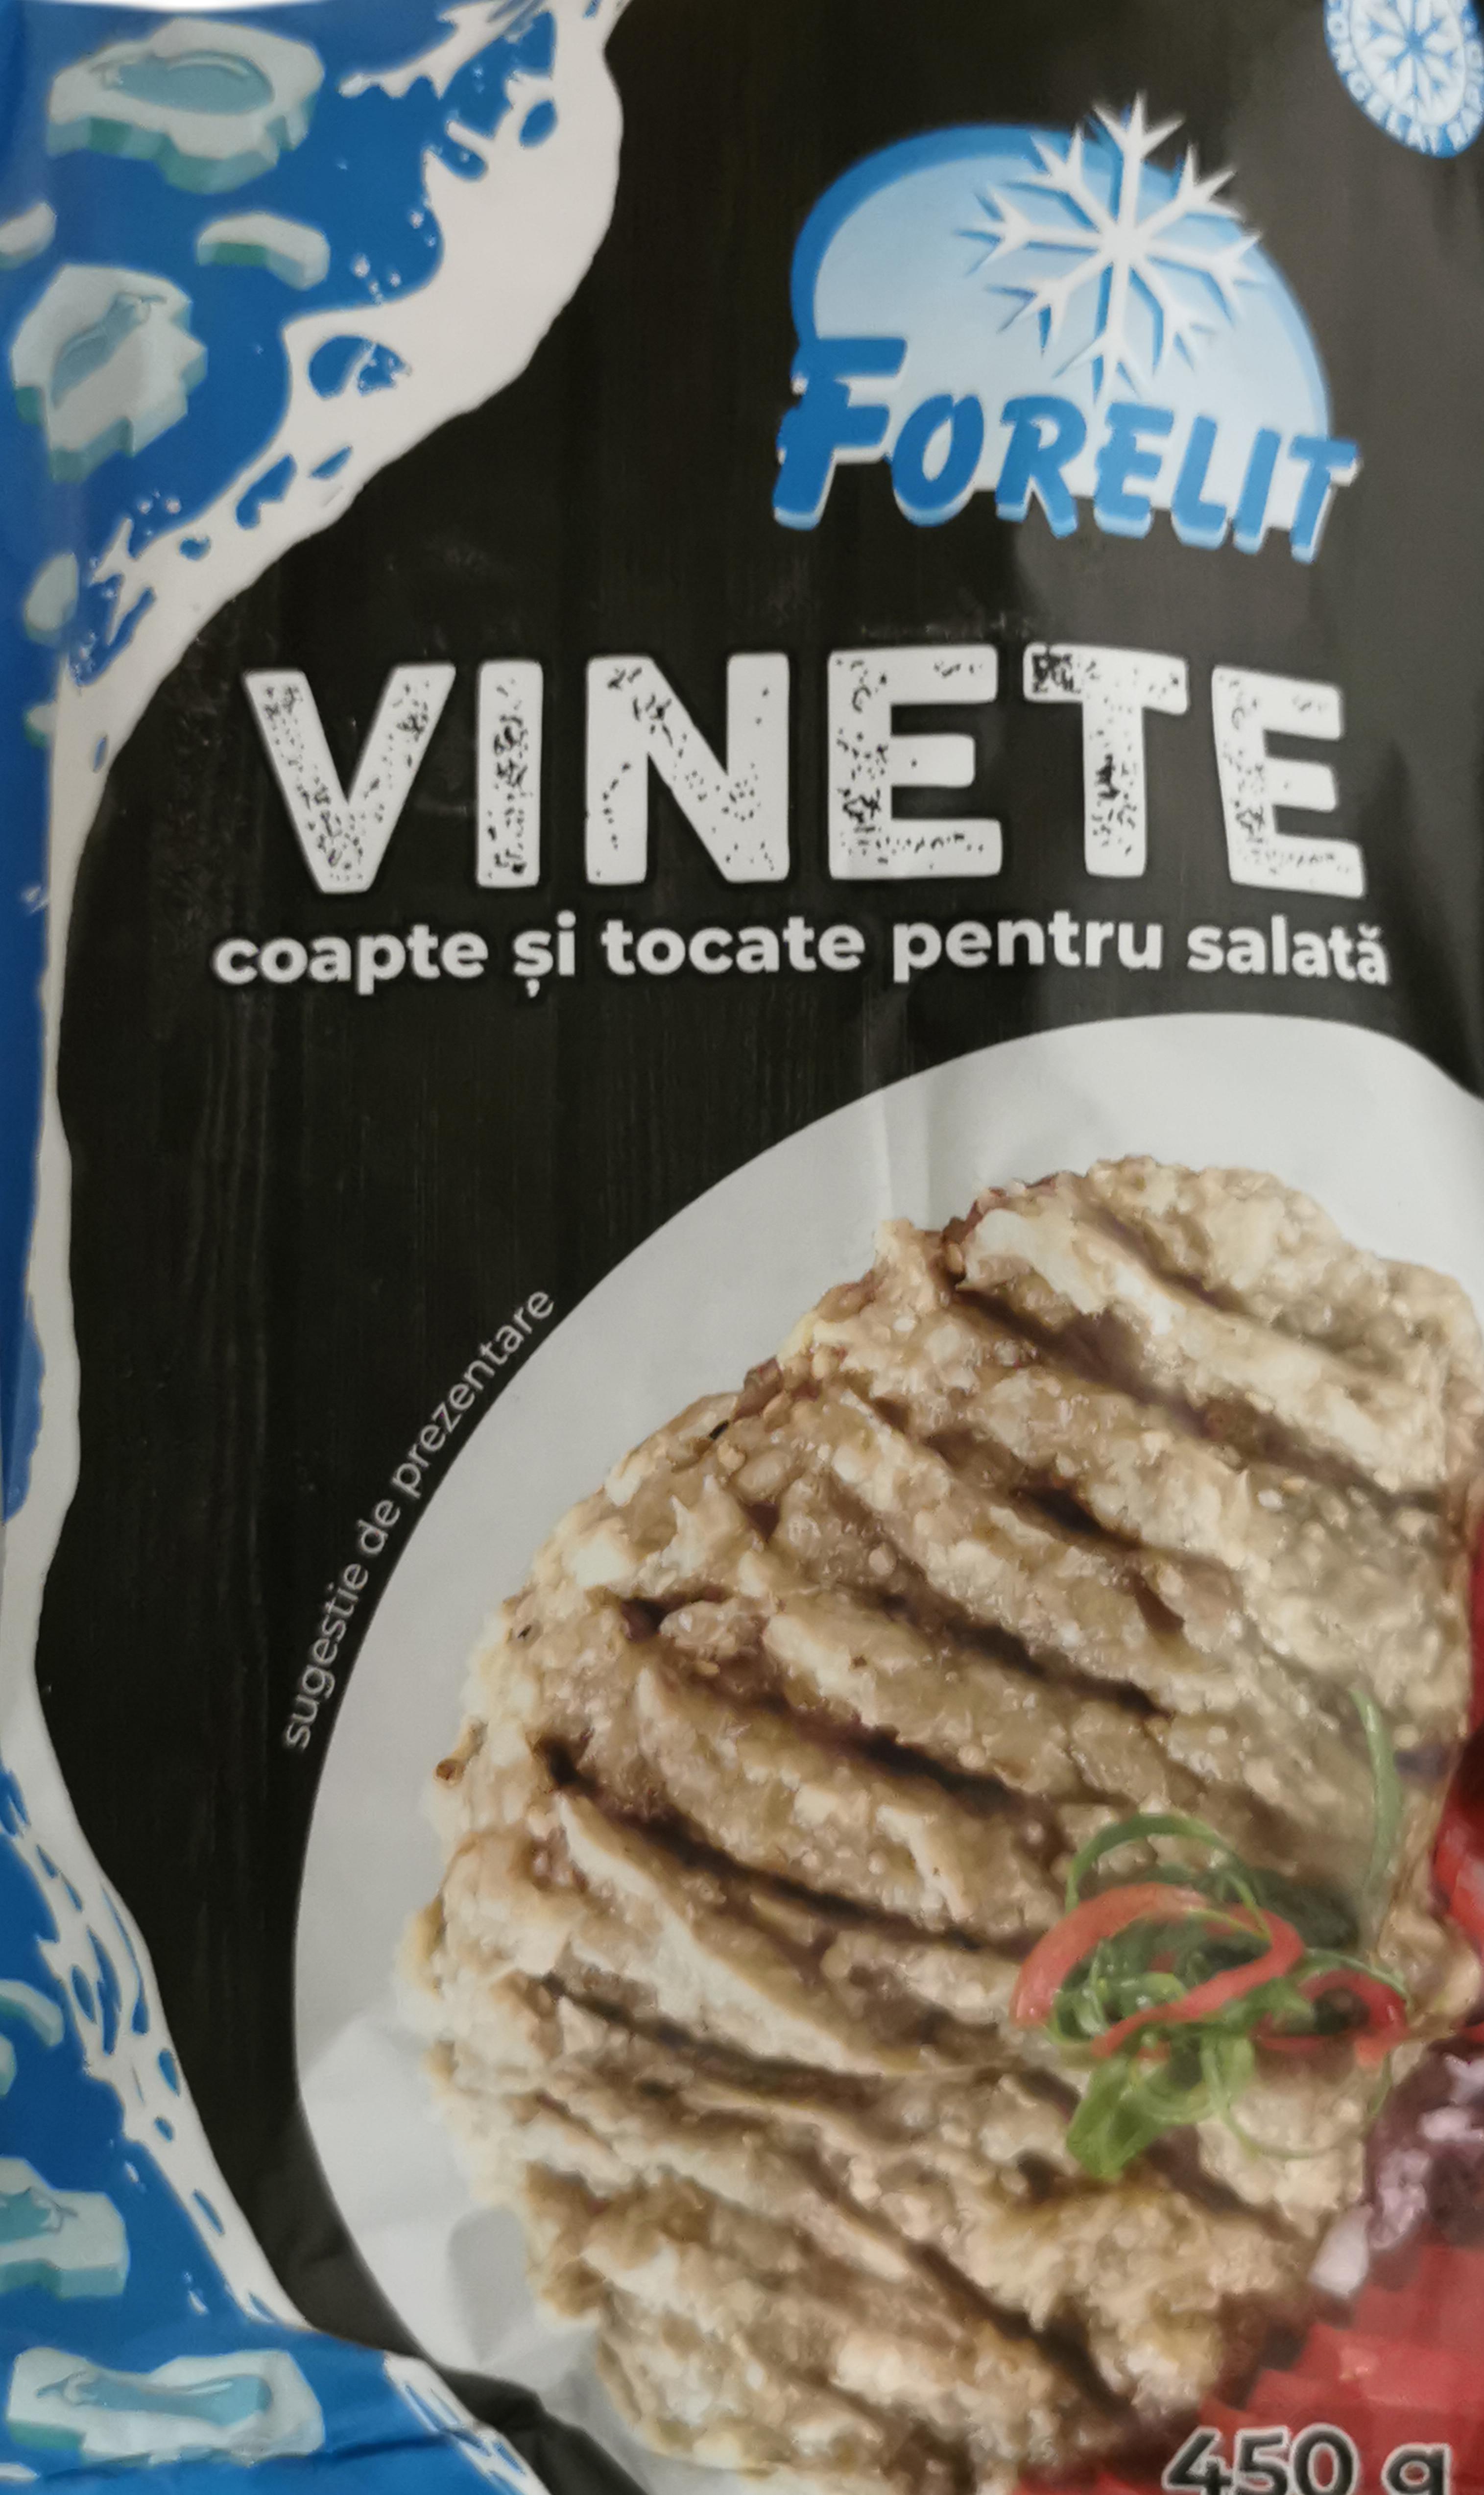 FORELIT
VINETE
coapte și tocate pentru salată
sugestie de prezentare
450 g